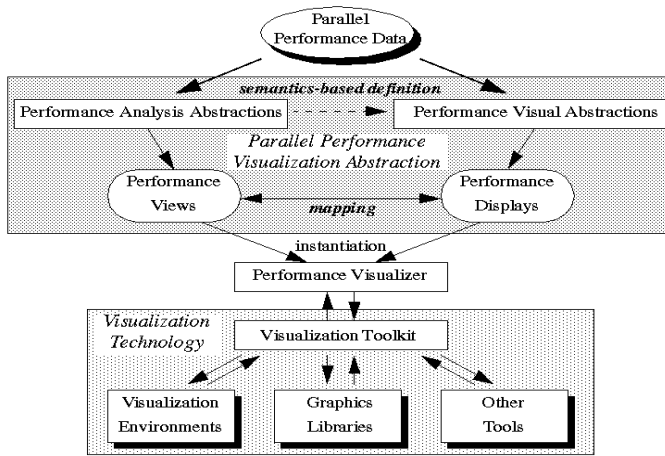 Parallel
Performance Data
semantics-based definition
Performance Analysis Abstractions
Performance Visual Abstractions
Parallel Performance
Visualization Abstraction
Performance
Views
Performance
Displays
mapping
instantiation
Performance Visualizer
Visualization
Technology
Visualization Toolkit
Visualization
Environments
Graphics
Libraries
Other
Tools